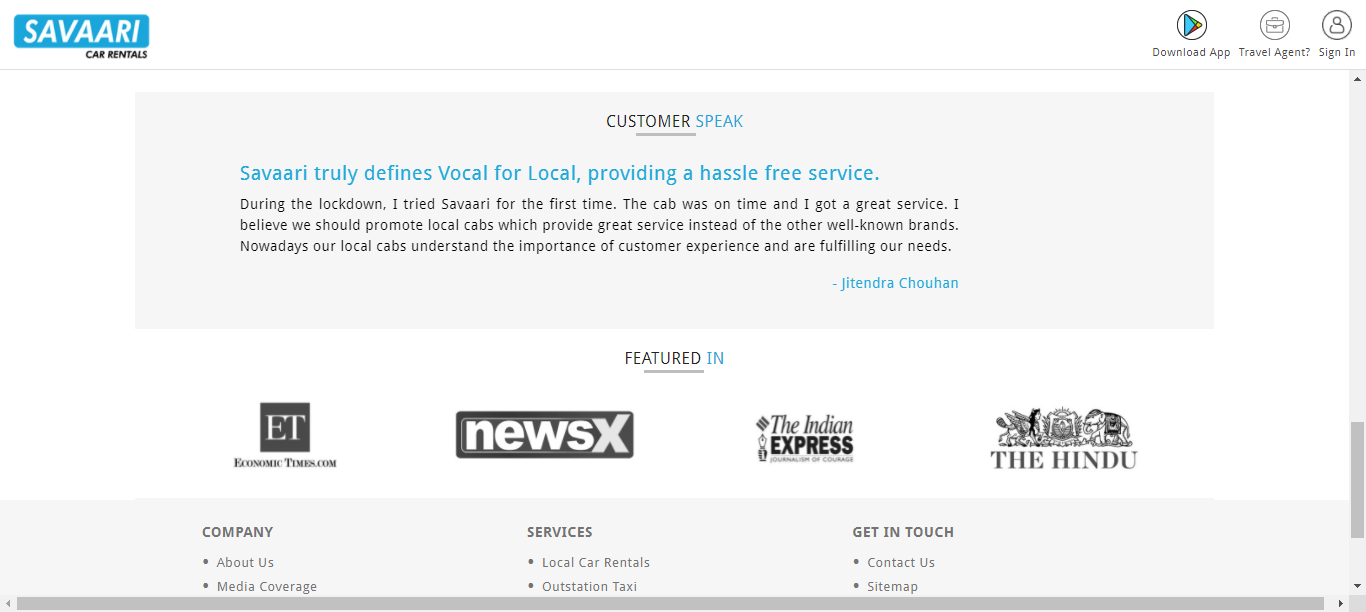 SAVAARI
CAR RENTALS
Download App
Travel Agent?
Sign In
CUSTOMER SPEAK
Savaari truly defines Vocal for Local, providing a hassle free service.
During the lockdown, I tried Savaari for the first time. The cab was on time and I got a great service. I
believe we should promote local cabs which provide great service instead of the other well-known brands.
Nowadays our local cabs understand the importance of customer experience and are fulfilling our needs.
- Jitendra Chouhan
FEATURED IN
ET
ECONOMIC TIMES.COM
newsX
The Indian
EXPRESS
JOURNALISM OF COURAGE
THE HINDU
COMPANY
• About Us
• Media Coverage
SERVICES
• Local Car Rentals
• Outstation Taxi
GET IN TOUCH
• Contact Us
• Sitemap